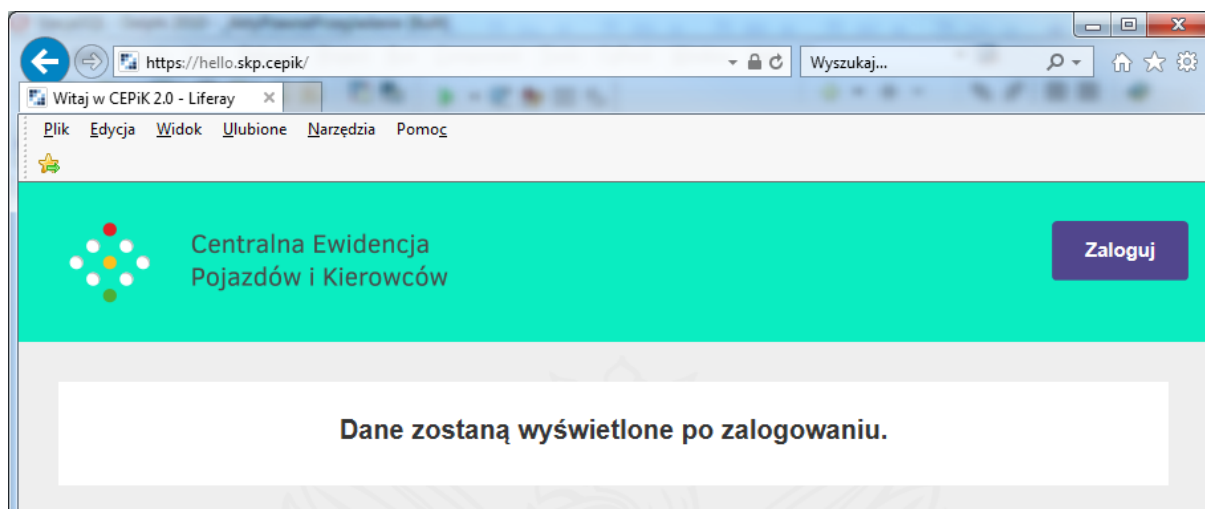 https://hello.skp.cepik/
Wyszukaj...
Witaj w CEPiK 2.0 - Liferay
Plik Edycja Widok Ulubione Narzędzia Pomoc
Centralna Ewidencja
Pojazdów i Kierowców
Zaloguj
Dane zostaną wyświetlone po zalogowaniu.